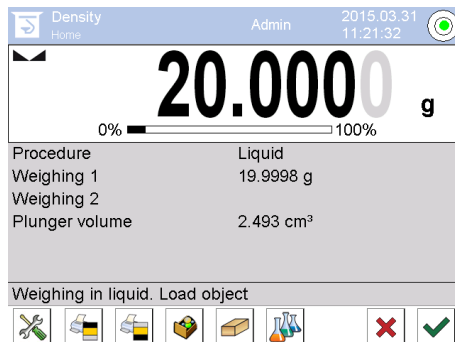 Density
Home
Admin
2015.03.31
11:21:32
20.0000 g
0% 100%
Procedure Liquid
Weighing 1 19.9998 g
Weighing 2
Plunger volume 2.493 cm³
Weighing in liquid. Load object